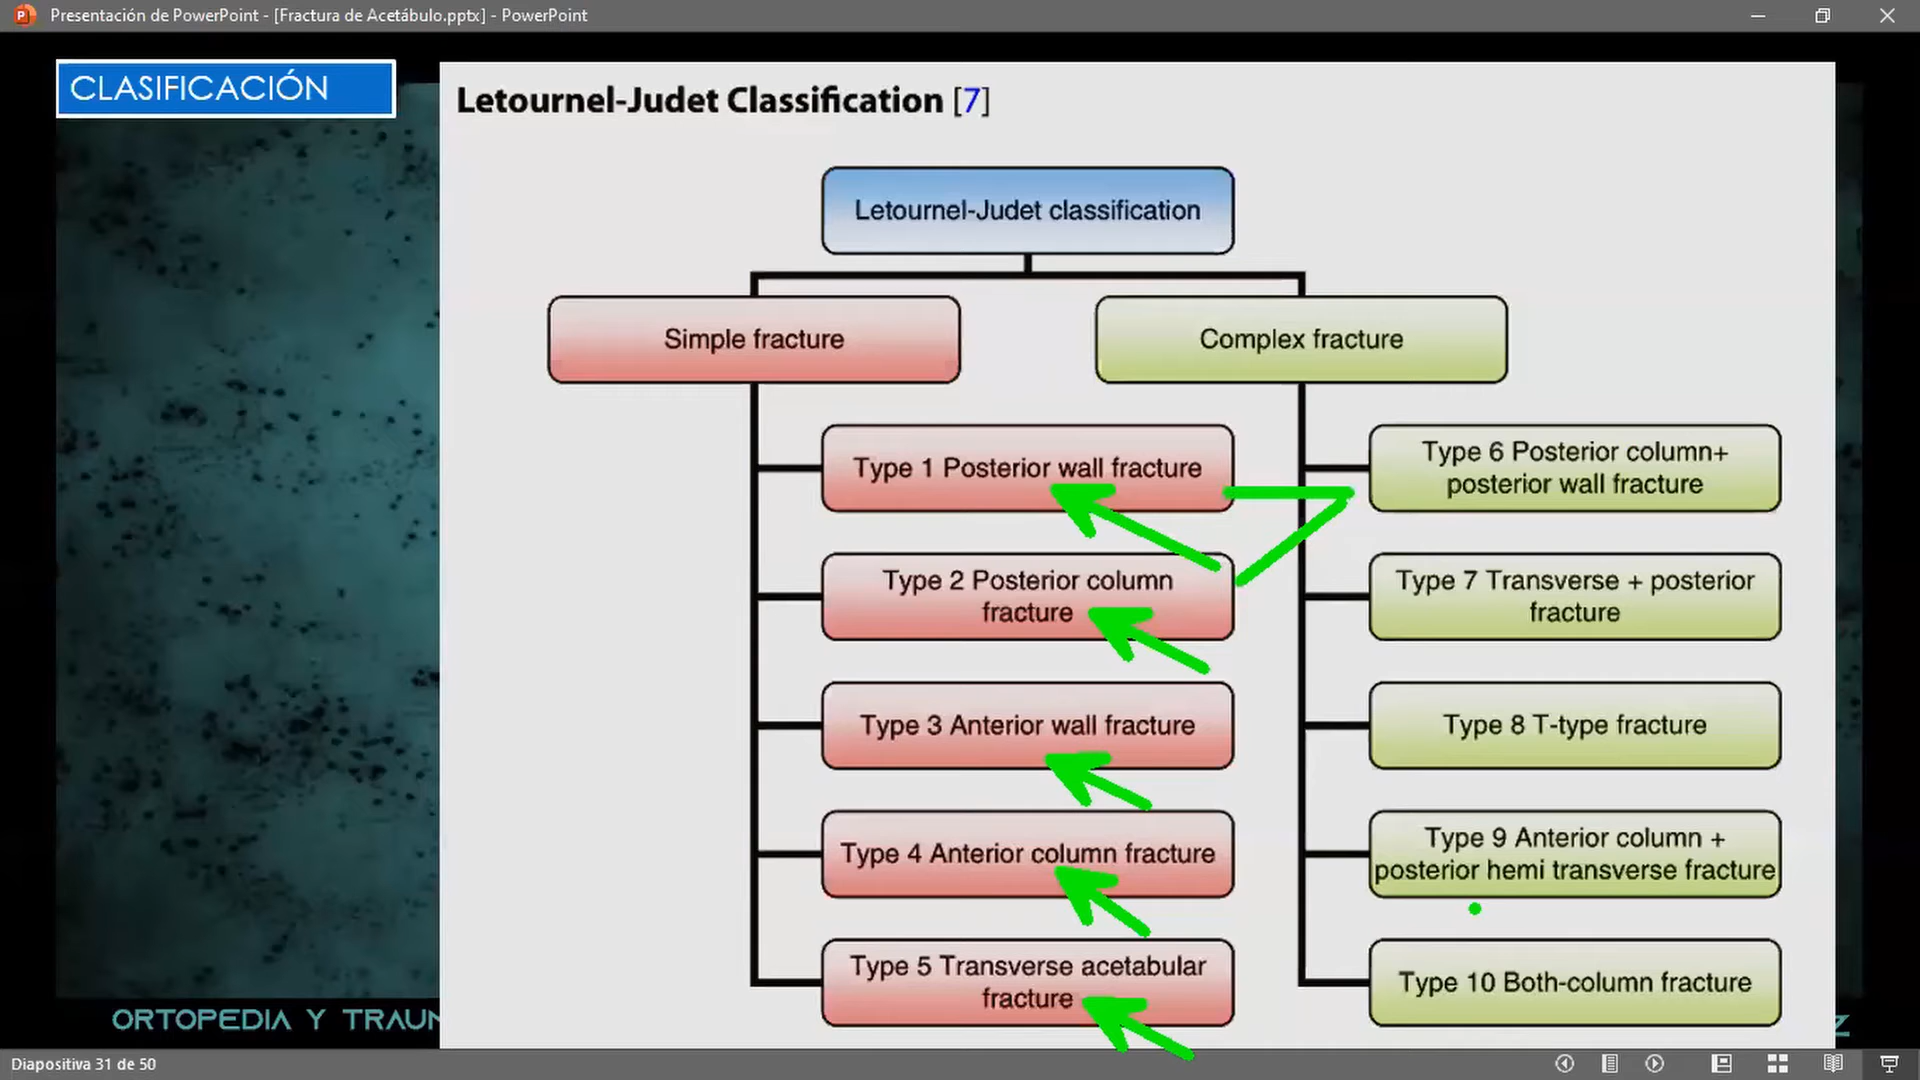 Presentación de PowerPoint - [Fractura de Acetábulo.pptx] - PowerPoint
CLASIFICACIÓN
Letournel-Judet Classification [7]
Letournel-Judet classification
Simple fracture
Complex fracture
Type 1 Posterior wall fracture
Type 2 Posterior column
fracture
Type 3 Anterior wall fracture
Type 4 Anterior column fracture
Type 5 Transverse acetabular
fracture
Type 6 Posterior column+
posterior wall fracture
Type 7 Transverse + posterior
fracture
Type 8 T-type fracture
Type 9 Anterior column +
posterior hemi transverse fracture
Type 10 Both-column fracture
ORTOPEDIA Y
Diapositiva 31 de 50